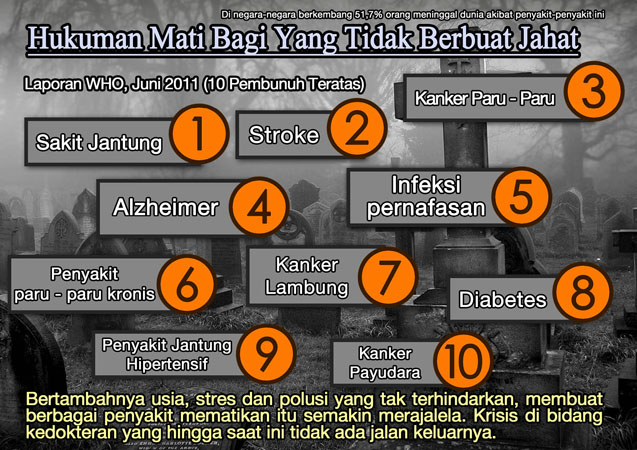 Di negara-negara berkembang 51,7% orang meninggal dunia akibat penyakit-penyakit ini
Hukuman Mati Bagi Yang Tidak Berbuat Jahat
Laporan WHO, Juni 2011 (10 Pembunuh Teratas)
Sakit Jantung 1
Stroke 2
Kanker Paru - Paru 3
Alzheimer 4
Infeksi
pernafasan 5
Penyakit
paru - paru kronis 6
Kanker
Lambung 7
Diabetes 8
Penyakit Jantung
Hipertensif 9
Kanker
Payudara 10
Bertambahnya usia, stres dan polusi yang tak terhindarkan, membuat
berbagai penyakit mematikan itu semakin merajalela. Krisis di bidang
kedokteran yang hingga saat ini tidak ada jalan keluarnya.